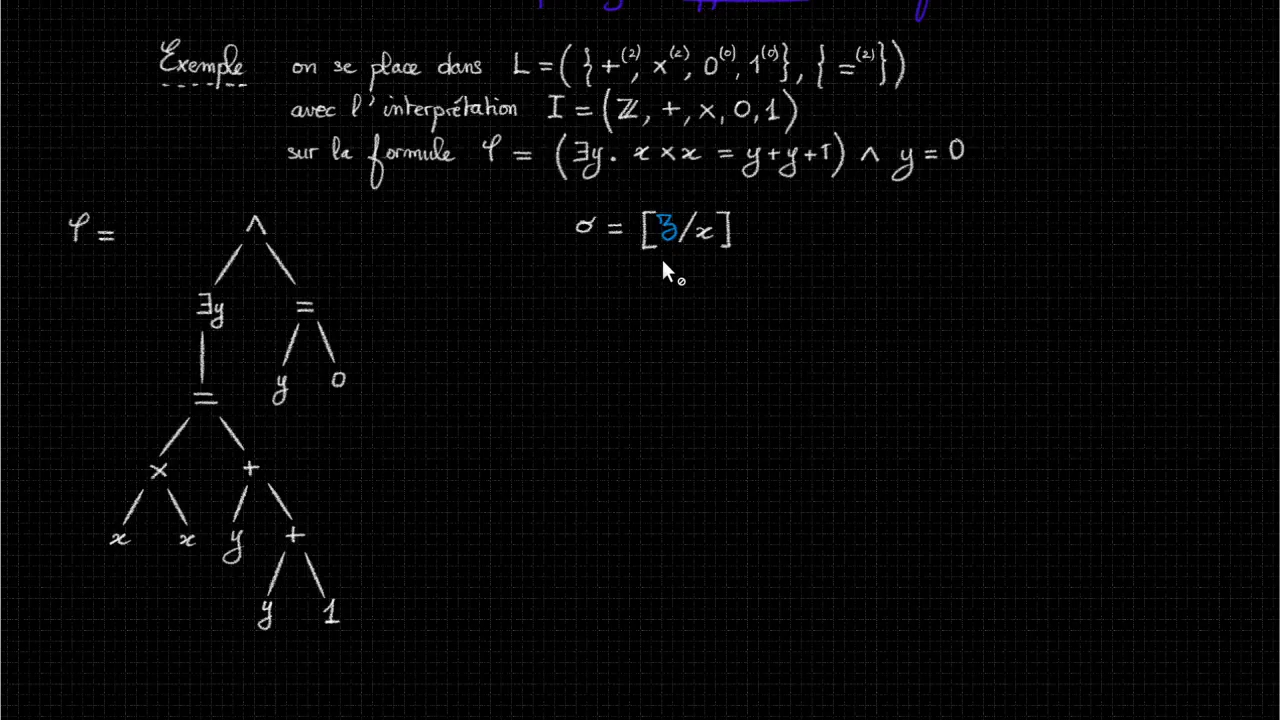 Exemple on se place dans L = ({+⁽²⁾, ×⁽²⁾, 0⁽⁰⁾, 1⁽⁰⁾}, {=⁽²⁾})
avec l'interprétation I = (ℤ, +, ×, 0, 1)
sur la formule φ = (∃y. x × x = y + y + 1) ∧ y = 0
φ = ∧ σ = [z/x]
∃y =
y 0
=
× +
x x y +
y 1